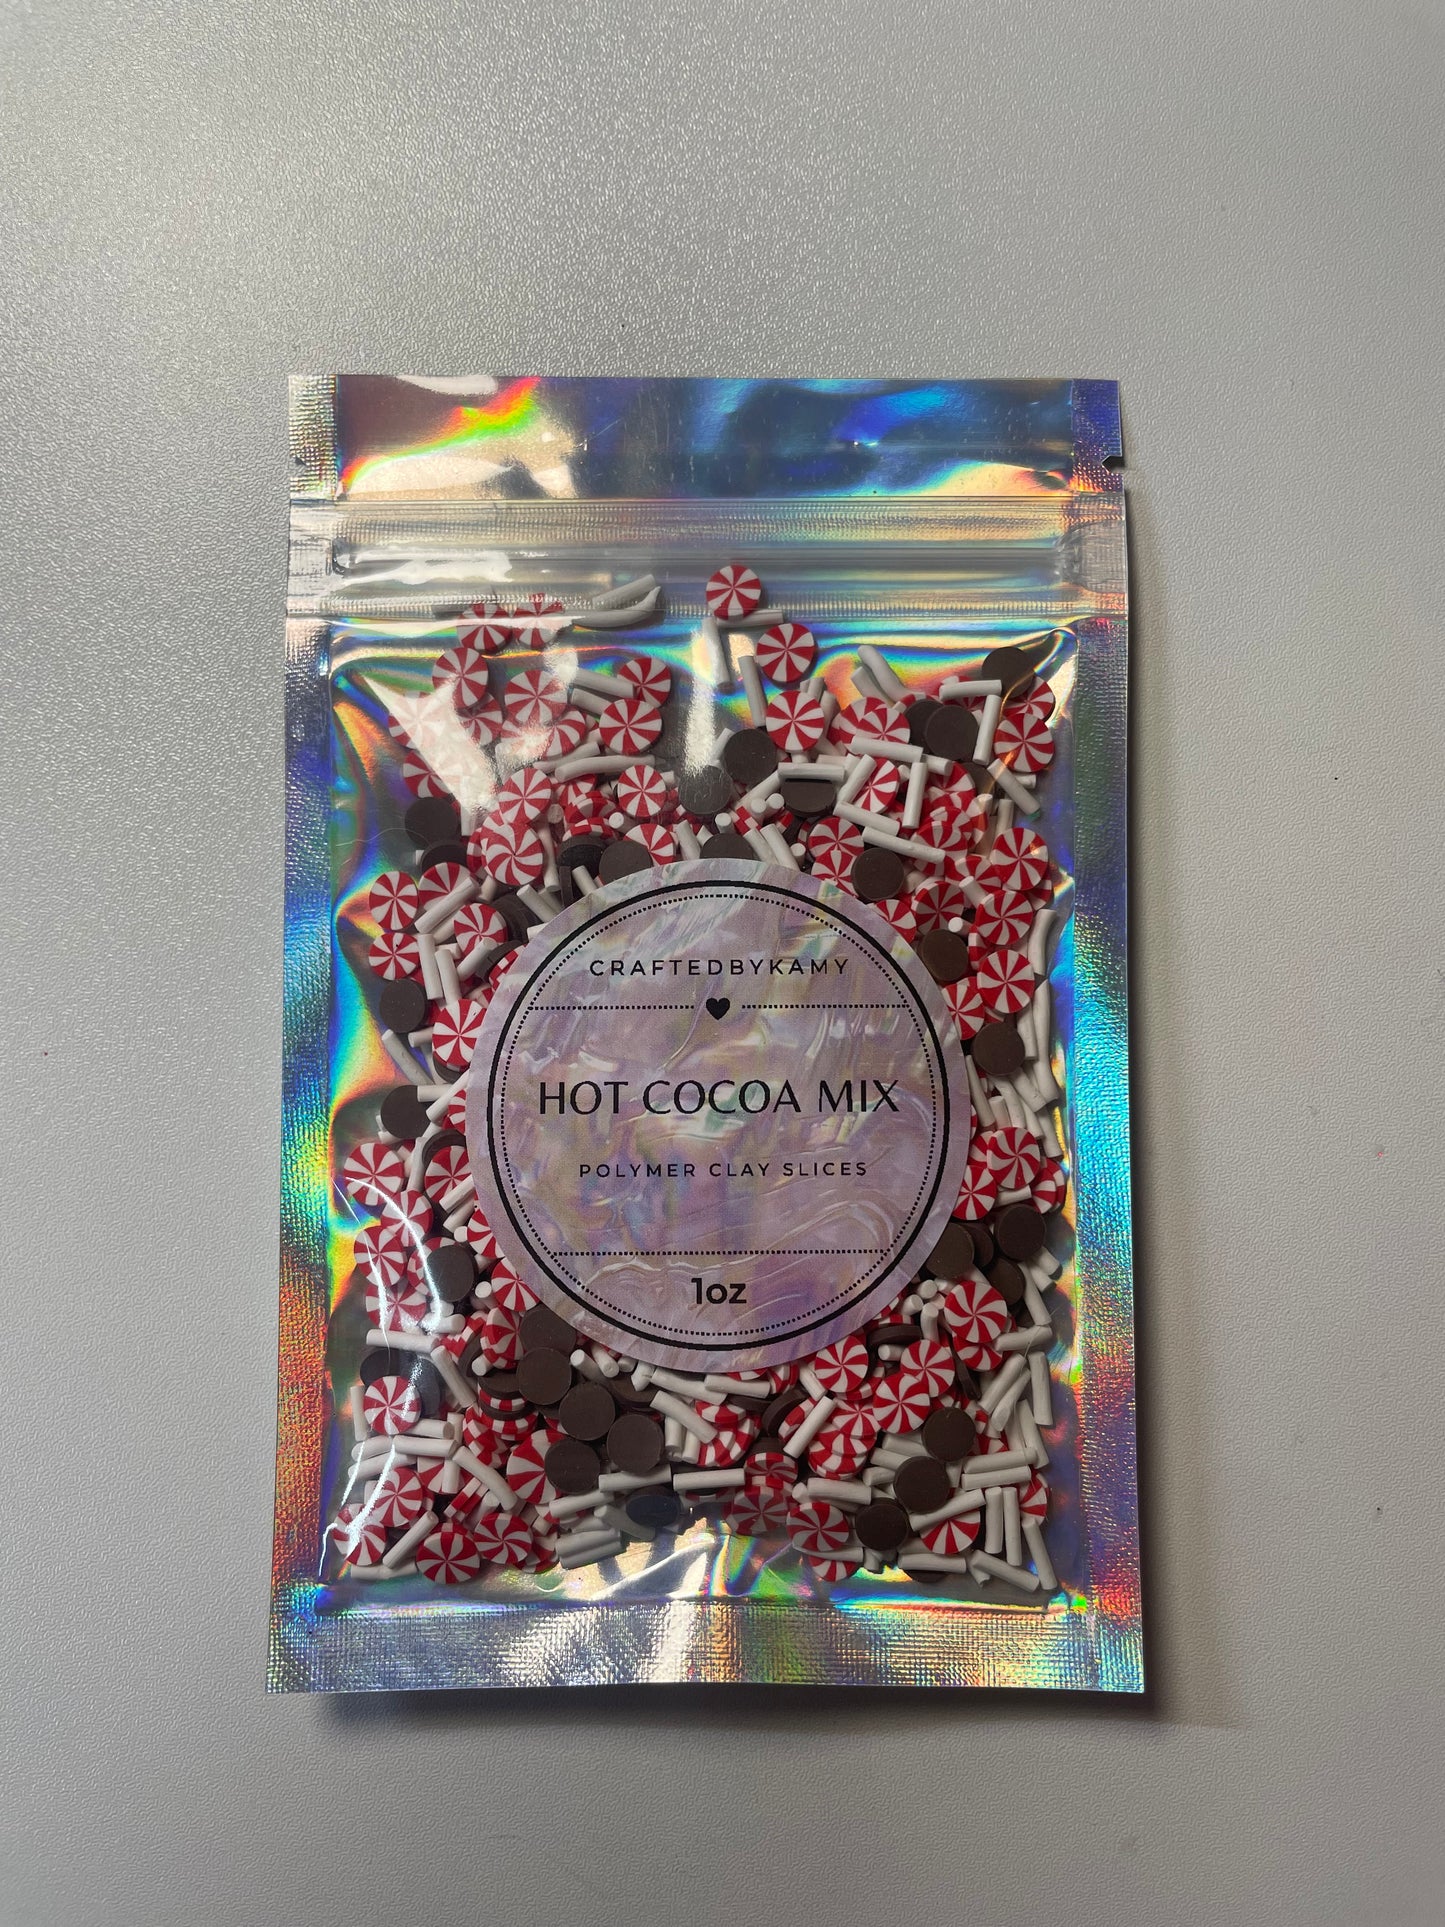 CRAFTEDBYKAMY
HOT COCOA MIX
POLYMER CLAY SLICES
1oz